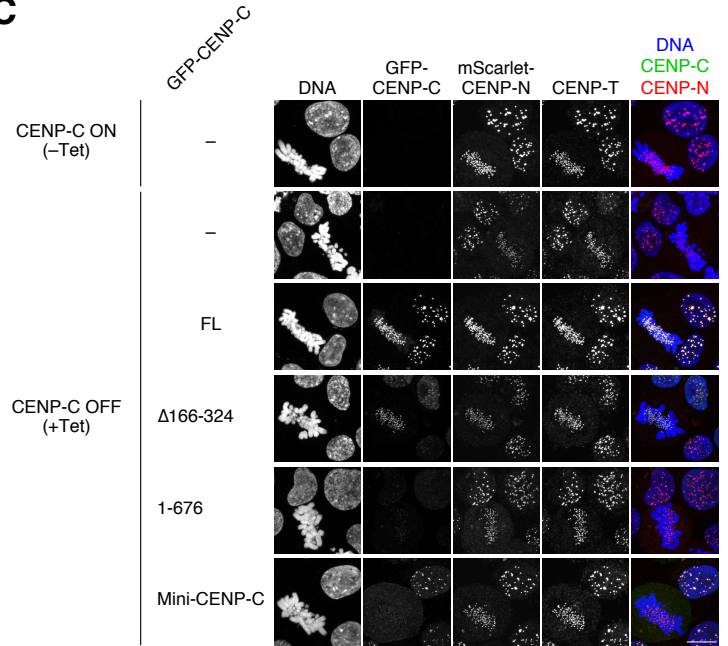 C
GFP-CENP-C
DNA
GFP-
CENP-C
mScarlet-
CENP-N
CENP-T
DNA
CENP-C
CENP-N
CENP-C ON
(–Tet)
–
CENP-C OFF
(+Tet)
–
FL
Δ166-324
1-676
Mini-CENP-C